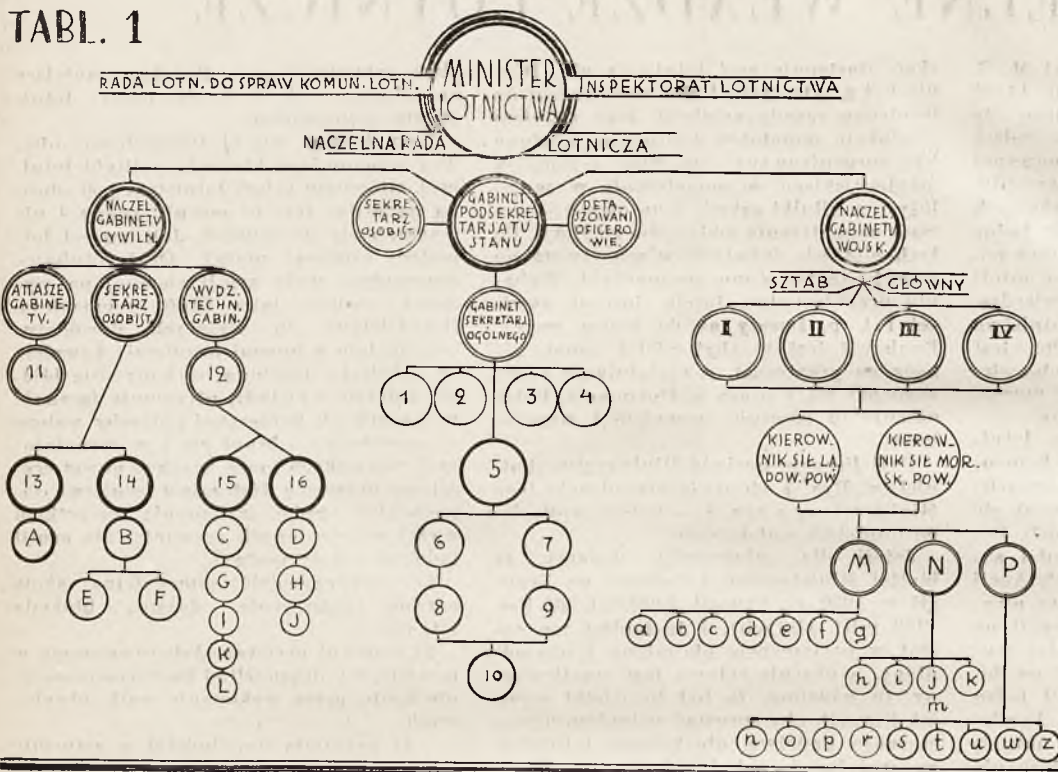 TABL. 1
RADA LOTN. DO SPRAW KOMUN. LOTN.
MINISTER
LOTNICTWA
INSPEKTORAT LOTNICTWA
NACZELNA RADA LOTNICZA
NACZEL.
GABINETU
CYWILN.
SEKRE-
TARZ
OSOBIST.
GABINET
PODSEKRE
TARJATU
STANU
DETA-
SZOWANI
OFICERO
WIE.
NACZEL.
GABINETU
WOJSK.
ATTASZE
GABINE-
TV.
SEKRE-
TARZ
OSOBIST.
WYDZ.
TECHN.
GABIN.
GABINET
SEKRETARJ.
OGÓLNEGO
SZTAB GŁÓWNY
I II III IV
11 12
1 2 3 4
KIEROW-
NIK SIŁ LĄ
DOW. POW.
KIEROW.-
NIK SIŁ MOR.
SK. POW.
13 14 15 16
5
A B C D
6 7
M N P
E F G H
8 9
I J
a b c d e f g
K
h i j k
L
10
m
n o p r s t u w z